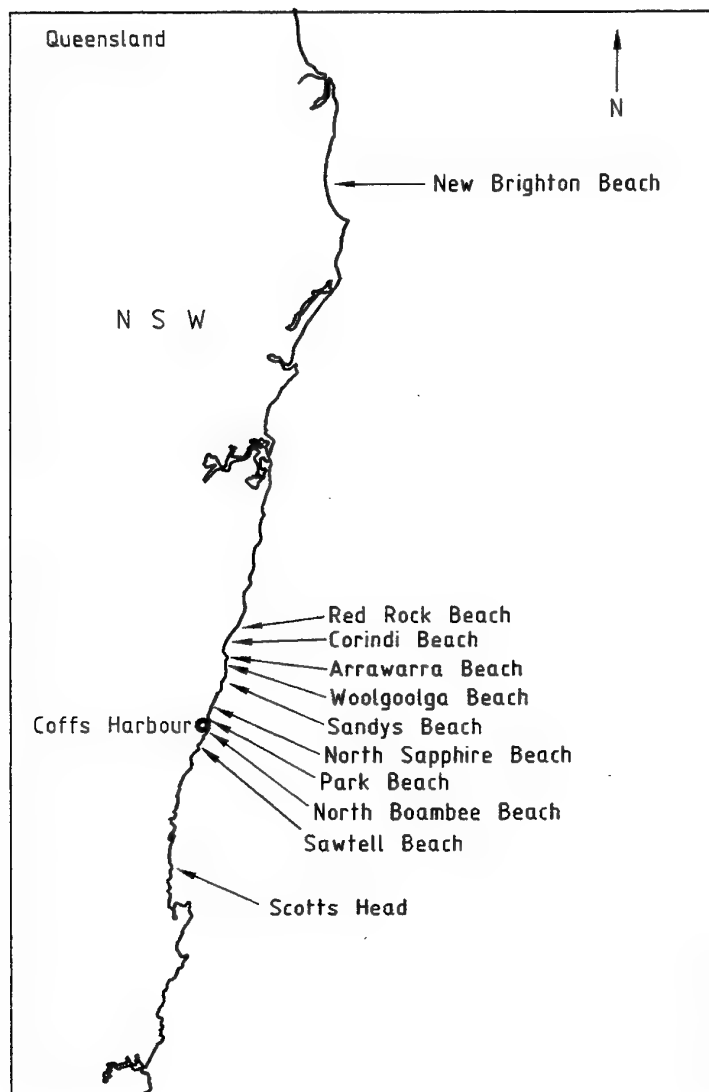 Queensland
N
New Brighton Beach
N S W
Red Rock Beach
Corindi Beach
Arrawarra Beach
Woolgoolga Beach
Sandys Beach
Coffs Harbour
North Sapphire Beach
Park Beach
North Boambee Beach
Sawtell Beach
Scotts Head